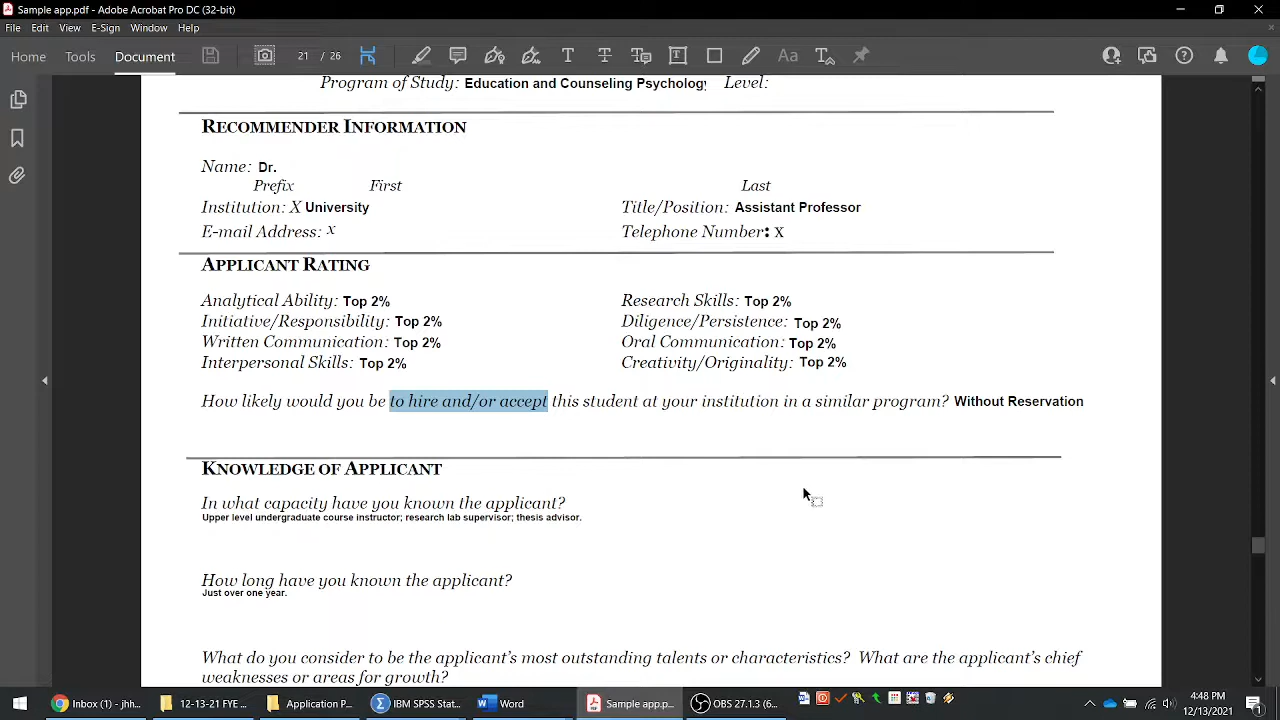 Sample app.pdf - Adobe Acrobat Pro DC (32-bit)
File Edit View E-Sign Window Help
Home Tools Document 21 / 26 T T T Aa T
Program of Study: Education and Counseling Psychology Level:
RECOMMENDER INFORMATION
Name: Dr.
Prefix First Last
Institution: X University Title/Position: Assistant Professor
E-mail Address: x Telephone Number: X
APPLICANT RATING
Analytical Ability: Top 2% Research Skills: Top 2%
Initiative/Responsibility: Top 2% Diligence/Persistence: Top 2%
Written Communication: Top 2% Oral Communication: Top 2%
Interpersonal Skills: Top 2% Creativity/Originality: Top 2%
How likely would you be to hire and/or accept this student at your institution in a similar program? Without Reservation
KNOWLEDGE OF APPLICANT
In what capacity have you known the applicant?
Upper level undergraduate course instructor; research lab supervisor; thesis advisor.
How long have you known the applicant?
Just over one year.
What do you consider to be the applicant's most outstanding talents or characteristics? What are the applicant's chief
weaknesses or areas for growth?
Inbox (1) - jhh... 12-13-21 FFE ... Application P... IBM SPSS Stat... Word Sample app.p... OBS 27.1.3 (6... 4:48 PM
12/13/2021